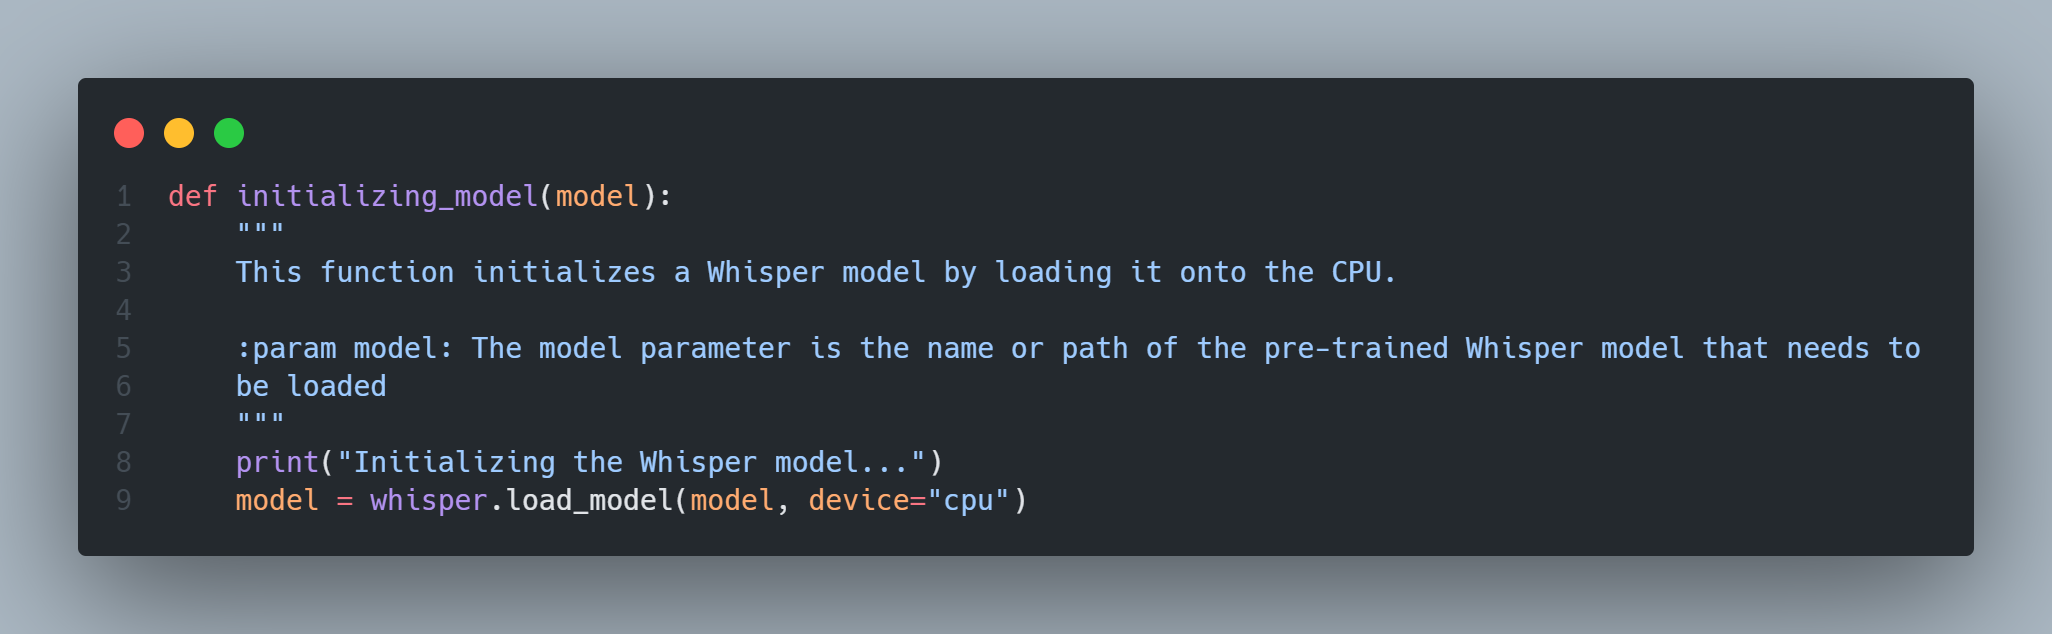 1 def initializing_model(model):
2     """
3     This function initializes a Whisper model by loading it onto the CPU.
4
5     :param model: The model parameter is the name or path of the pre-trained Whisper model that needs to
6     be loaded
7     """
8     print("Initializing the Whisper model...")
9     model = whisper.load_model(model, device="cpu")